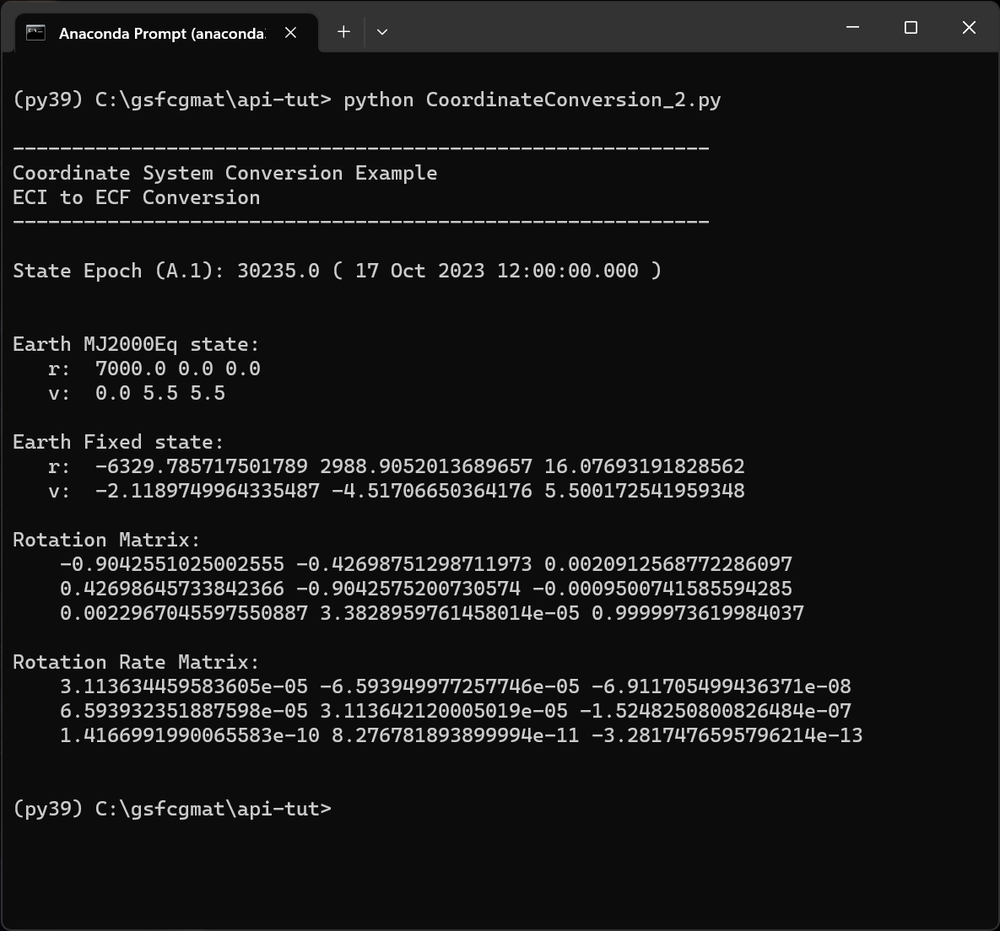 Anaconda Prompt (anaconda
(py39) C:\gsfcgmat\api-tut> python CoordinateConversion_2.py
-----------------------------------------------------------
Coordinate System Conversion Example
ECI to ECF Conversion
-----------------------------------------------------------
State Epoch (A.1): 30235.0 ( 17 Oct 2023 12:00:00.000 )
Earth MJ2000Eq state:
r: 7000.0 0.0 0.0
v: 0.0 5.5 5.5
Earth Fixed state:
r: -6329.785717501789 2988.9052013689657 16.07693191828562
v: -2.1189749964335487 -4.51706650364176 5.500172541959348
Rotation Matrix:
-0.9042551025002555 -0.42698751298711973 0.0020912568772286097
0.42698645733842366 -0.9042575200730574 -0.0009500741585594285
0.0022967045597550887 3.3828959761458014e-05 0.9999973619984037
Rotation Rate Matrix:
3.113634459583605e-05 -6.593949977257746e-05 -6.911705499436371e-08
6.593932351887598e-05 3.113642120005019e-05 -1.5248250800826484e-07
1.4166991990065583e-10 8.276781893899994e-11 -3.2817476595796214e-13
(py39) C:\gsfcgmat\api-tut>